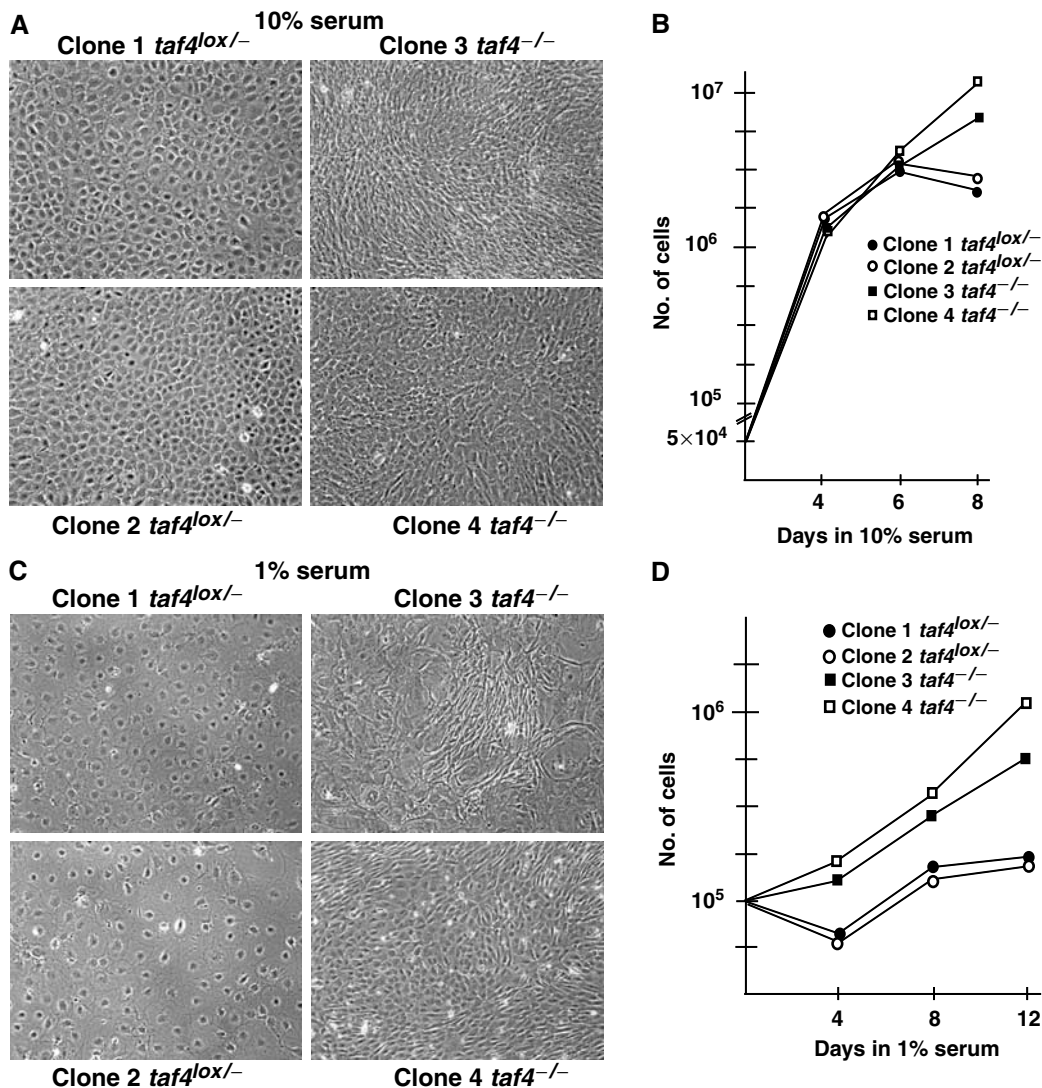 A
10% serum
Clone 1 taf4lox/–
Clone 3 taf4–/–
Clone 2 taf4lox/–
Clone 4 taf4–/–
B
No. of cells
10⁷
10⁶
10⁵
5×10⁴
4 6 8
Days in 10% serum
Clone 1 taf4lox/–
Clone 2 taf4lox/–
Clone 3 taf4–/–
Clone 4 taf4–/–
C
1% serum
Clone 1 taf4lox/–
Clone 3 taf4–/–
Clone 2 taf4lox/–
Clone 4 taf4–/–
D
Clone 1 taf4lox/–
Clone 2 taf4lox/–
Clone 3 taf4–/–
Clone 4 taf4–/–
No. of cells
10⁶
10⁵
4 8 12
Days in 1% serum